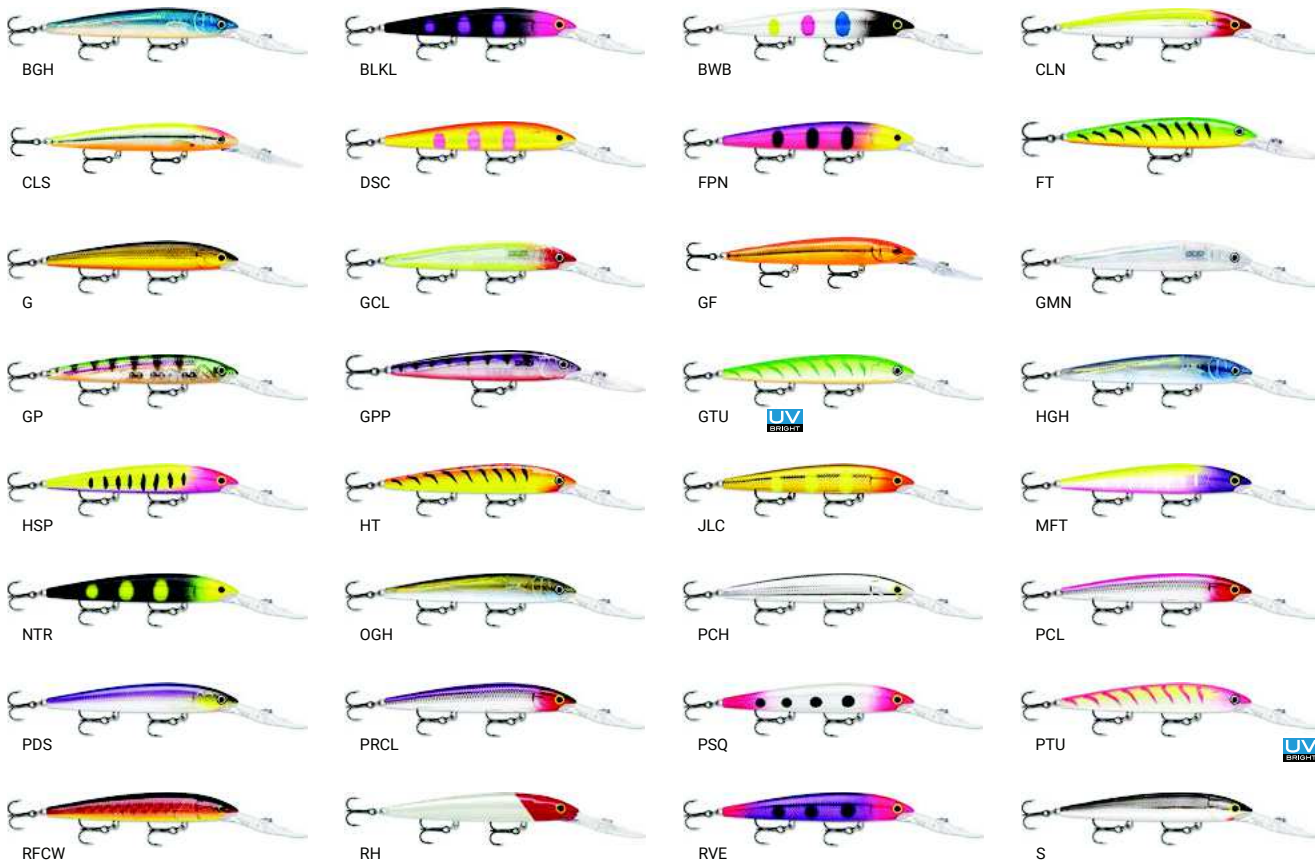 BGH
BLKL
BWB
CLN
CLS
DSC
FPN
FT
G
GCL
GF
GMN
GP
GPP
GTU
UV
BRIGHT
HGH
HSP
HT
JLC
MFT
NTR
OGH
PCH
PCL
PDS
PRCL
PSQ
PTU
UV
BRIGHT
RFCW
RH
RVE
S